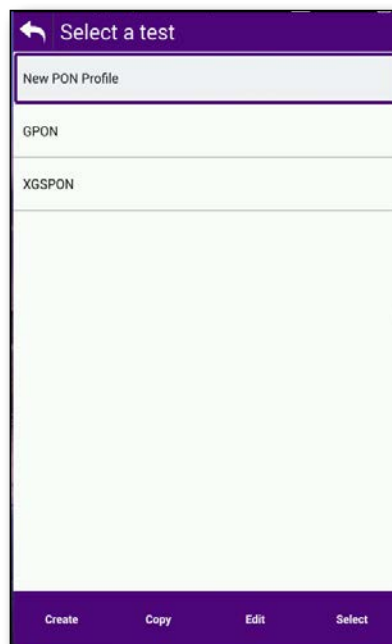 Select a test
New PON Profile
GPON
XGSPON
Create Copy Edit Select